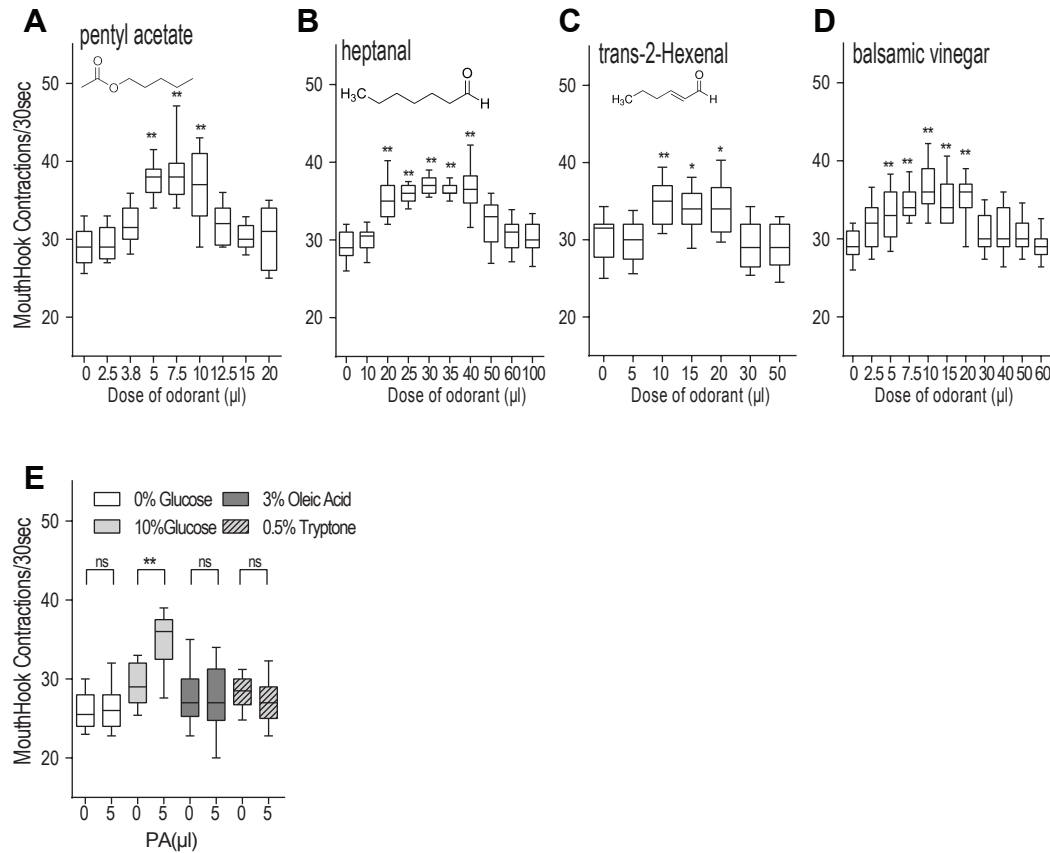 A
pentyl acetate
O
O
MouthHook Contractions/30sec
50
40
30
20
**
**
**
0 2.5 3.8 5 7.5 10 12.5 15 20
Dose of odorant (µl)
B
heptanal
H3C
O
H
50
40
30
20
**
**
**
**
**
0 10 20 25 30 35 40 50 60 100
Dose of odorant (µl)
C
trans-2-Hexenal
H3C
O
H
50
40
30
20
**
*
*
0 5 10 15 20 30 50
Dose of odorant (µl)
D
balsamic vinegar
50
40
30
20
**
**
**
**
**
0 2.5 5 7.5 10 15 20 30 40 50 60
Dose of odorant (µl)
E
0% Glucose
3% Oleic Acid
10%Glucose
0.5% Tryptone
MouthHook Contractions/30sec
50
40
30
20
ns
**
ns
ns
0 5 0 5 0 5 0 5
PA(µl)